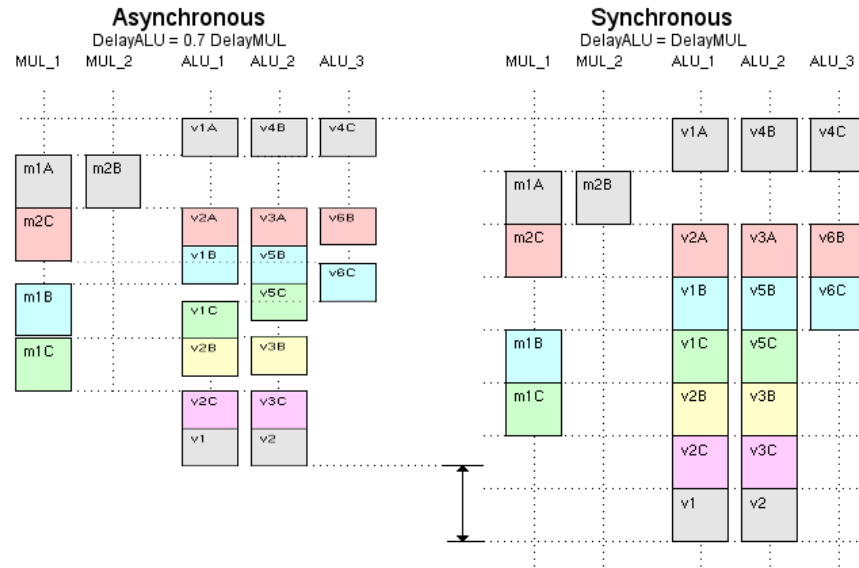 Asynchronous
DelayALU = 0.7 DelayMUL
MUL_1 MUL_2 ALU_1 ALU_2 ALU_3
v1A v4B v4C
m1A m2B
m2C v2A v3A v6B
v1B v5B
v6C
m1B v5C
v1C
m1C v2B v3B
v2C v3C
v1 v2
Synchronous
DelayALU = DelayMUL
MUL_1 MUL_2 ALU_1 ALU_2 ALU_3
v1A v4B v4C
m1A m2B
m2C v2A v3A v6B
v1B v5B v6C
m1B v1C v5C
m1C v2B v3B
v2C v3C
v1 v2